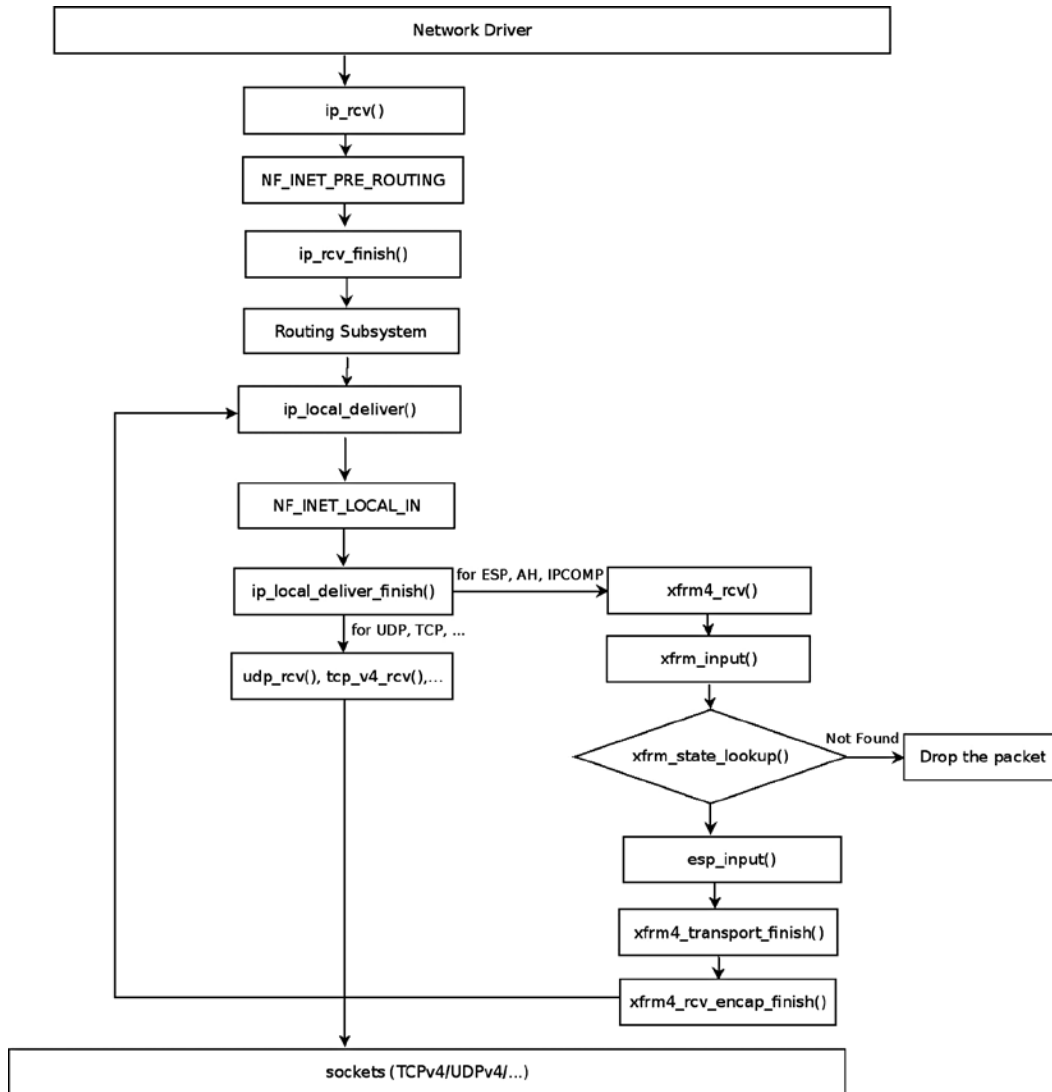 Network Driver
ip_rcv()
NF_INET_PRE_ROUTING
ip_rcv_finish()
Routing Subsystem
ip_local_deliver()
NF_INET_LOCAL_IN
ip_local_deliver_finish()
for ESP, AH, IPCOMP
xfrm4_rcv()
for UDP, TCP, ...
udp_rcv(), tcp_v4_rcv(),...
xfrm_input()
xfrm_state_lookup()
Not Found
Drop the packet
esp_input()
xfrm4_transport_finish()
xfrm4_rcv_encap_finish()
sockets (TCPv4/UDPv4/...)